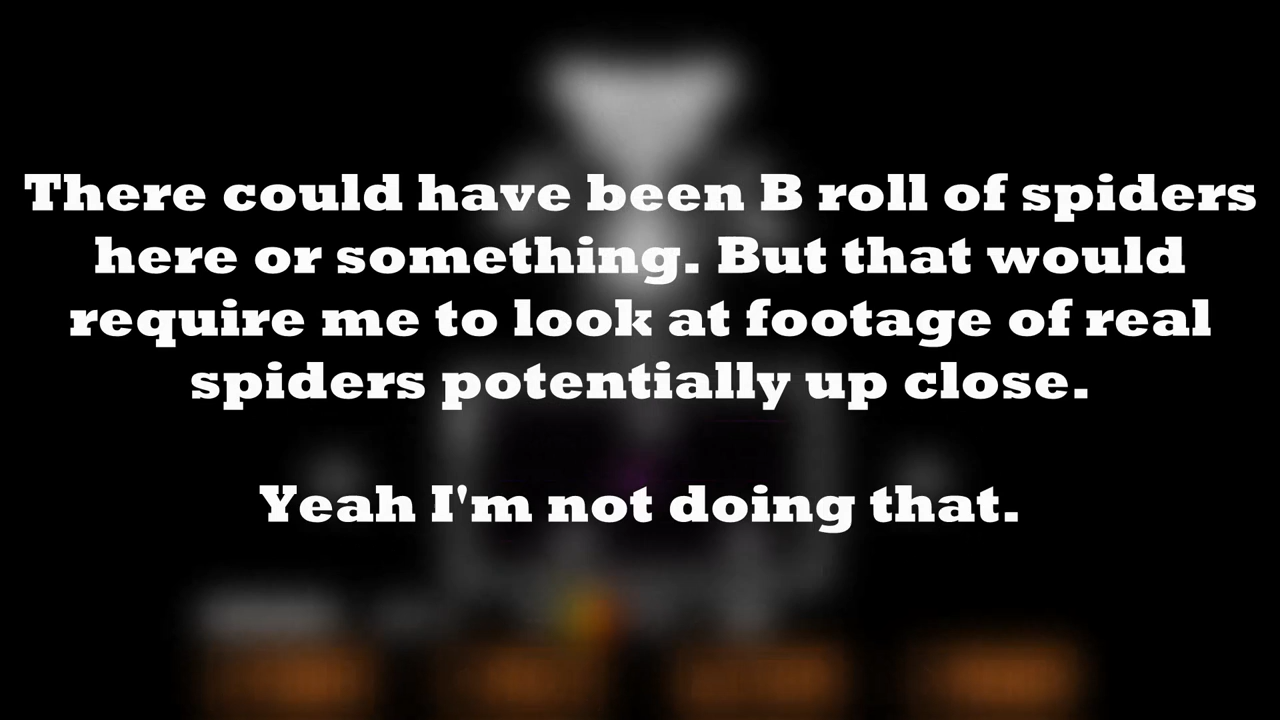 There could have been B roll of spiders
here or something. But that would
require me to look at footage of real
spiders potentially up close.
Yeah I'm not doing that.